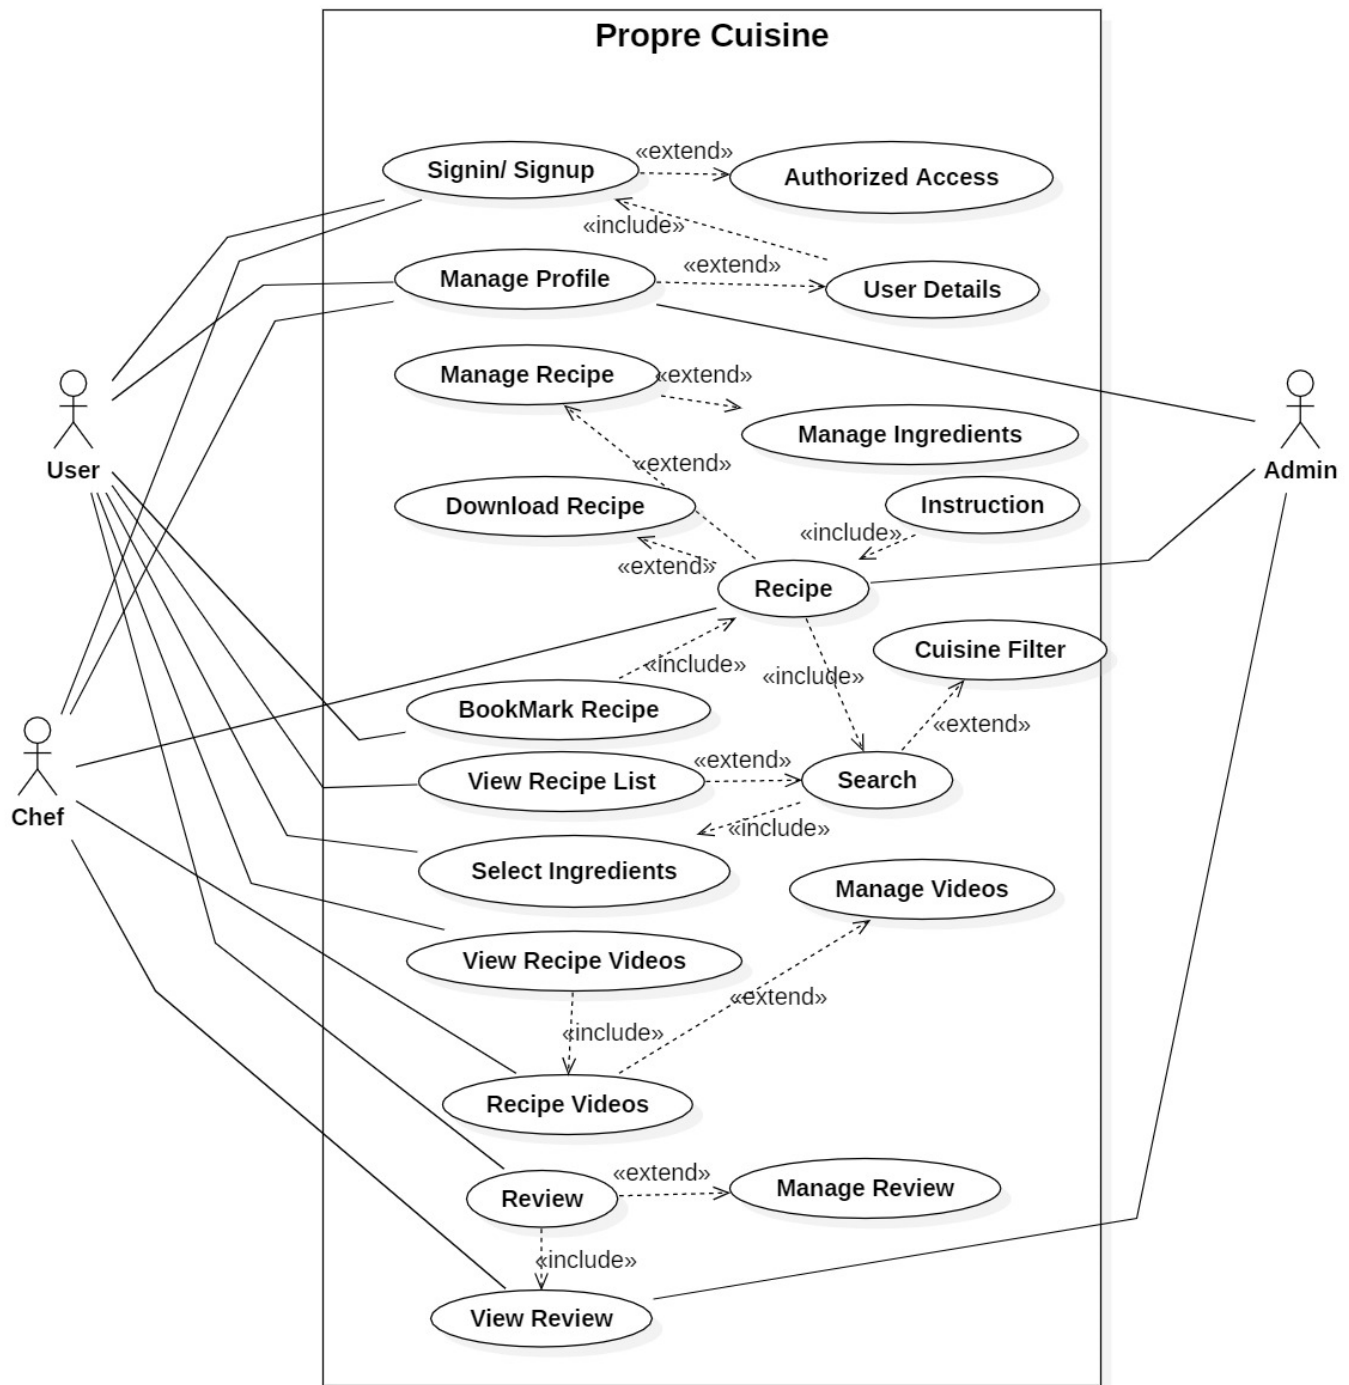 Propre Cuisine
Signin/ Signup
«extend»
Authorized Access
«include»
Manage Profile
«extend»
User Details
Manage Recipe
«extend»
Manage Ingredients
User
Admin
«extend»
Download Recipe
Instruction
«include»
«extend»
Recipe
Cuisine Filter
«include»
«include»
BookMark Recipe
«extend»
View Recipe List
«extend»
Search
Chef
«include»
Select Ingredients
Manage Videos
View Recipe Videos
«extend»
«include»
Recipe Videos
«extend»
Review
Manage Review
«include»
View Review